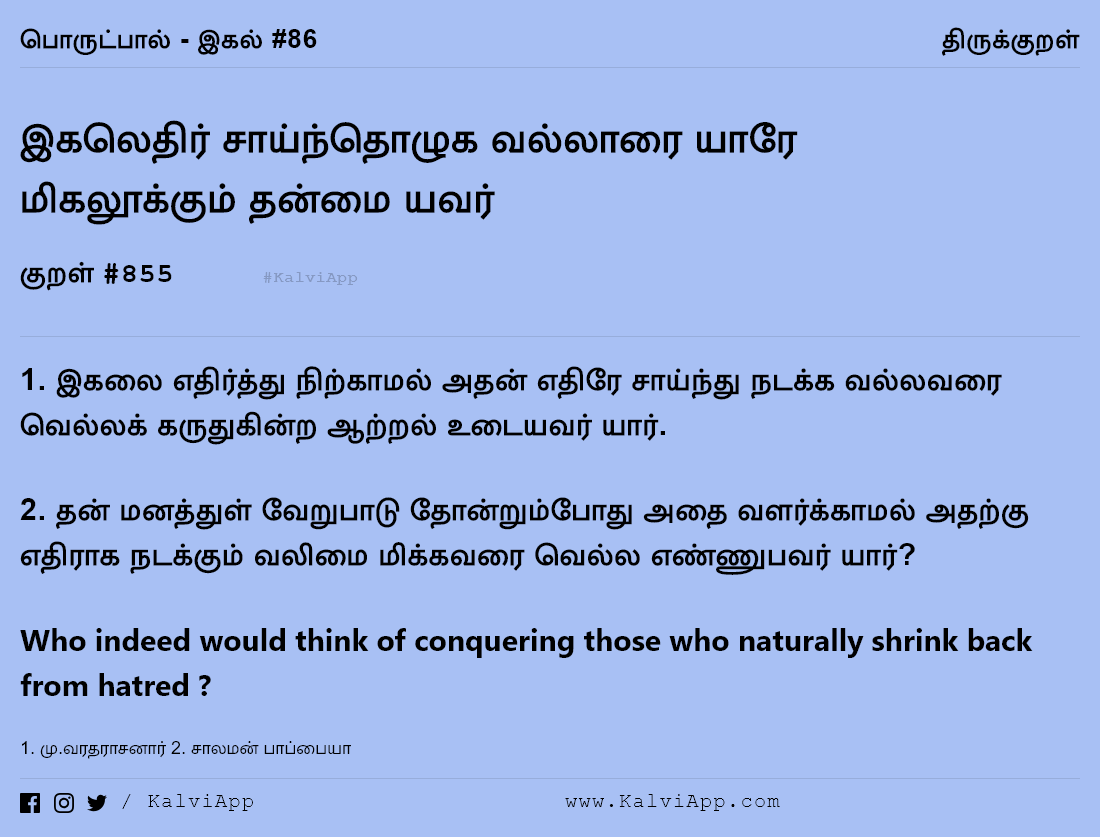 பொருட்பால் - இகல் #86
திருக்குறள்
இகலெதிர் சாய்ந்தொழுக வல்லாரை யாரே
மிகலூக்கும் தன்மை யவர்
குறள் #855
#KalviApp
1. இகலை எதிர்த்து நிற்காமல் அதன் எதிரே சாய்ந்து நடக்க வல்லவரை
வெல்லக் கருதுகின்ற ஆற்றல் உடையவர் யார்.
2. தன் மனத்துள் வேறுபாடு தோன்றும்போது அதை வளர்க்காமல் அதற்கு
எதிராக நடக்கும் வலிமை மிக்கவரை வெல்ல எண்ணுபவர் யார்?
Who indeed would think of conquering those who naturally shrink back
from hatred ?
1. மு.வரதராசனார் 2. சாலமன் பாப்பையா
/ KalviApp
www.KalviApp.com